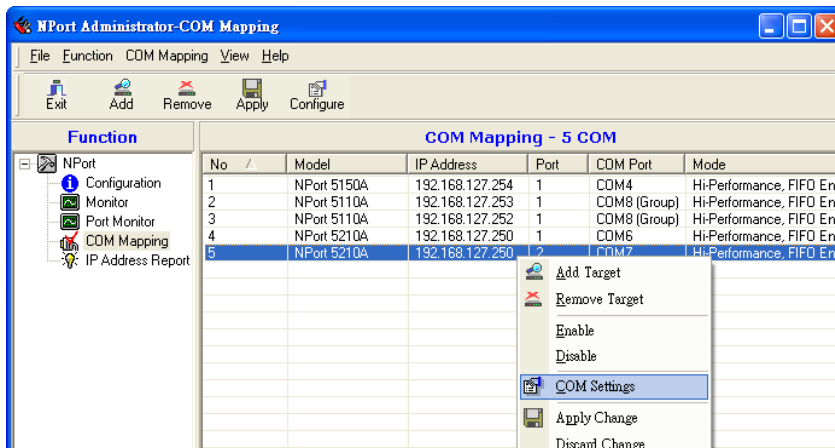 NPort Administrator-COM Mapping
File Function COM Mapping View Help
Exit Add Remove Apply Configure
Function
COM Mapping - 5 COM
NPort
Configuration
Monitor
Port Monitor
COM Mapping
IP Address Report
No Model IP Address Port COM Port Mode
1 NPort 5150A 192.168.127.254 1 COM4 Hi-Performance, FIFO En
2 NPort 5110A 192.168.127.253 1 COM8 (Group) Hi-Performance, FIFO En
3 NPort 5110A 192.168.127.252 1 COM8 (Group) Hi-Performance, FIFO En
4 NPort 5210A 192.168.127.250 1 COM6 Hi-Performance, FIFO En
5 NPort 5210A 192.168.127.250 2 COM7 Hi-Performance, FIFO En
Add Target
Remove Target
Enable
Disable
COM Settings
Apply Change
Discard Change